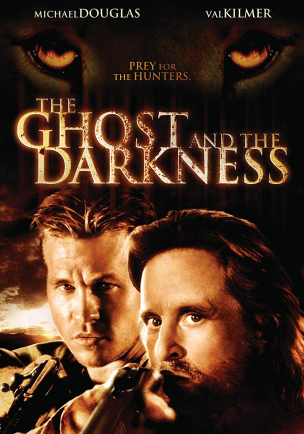 MICHAEL DOUGLAS VAL KILMER
PREY FOR
THE HUNTERS.
THE
GHOST AND THE
DARKNESS